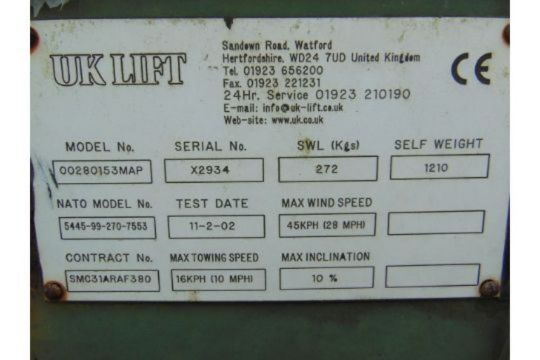 UK LIFT
Sandown Road, Watford
Hertfordshire, WD24 7UD United Kingdom
Tel. 01923 656200
Fax. 01923 221231
24Hr. Service 01923 210190
E-mail: info@uk-lift.co.uk
Web-site: www.uk.co.uk
CE
MODEL No. SERIAL No. SWL (Kgs) SELF WEIGHT
00280153MAP X2934 272 1210
NATO MODEL No. TEST DATE MAX WIND SPEED
5445-99-270-7553 11-2-02 45KPH (28 MPH)
CONTRACT No. MAX TOWING SPEED MAX INCLINATION
SMC31ARAF380 16KPH (10 MPH) 10 %